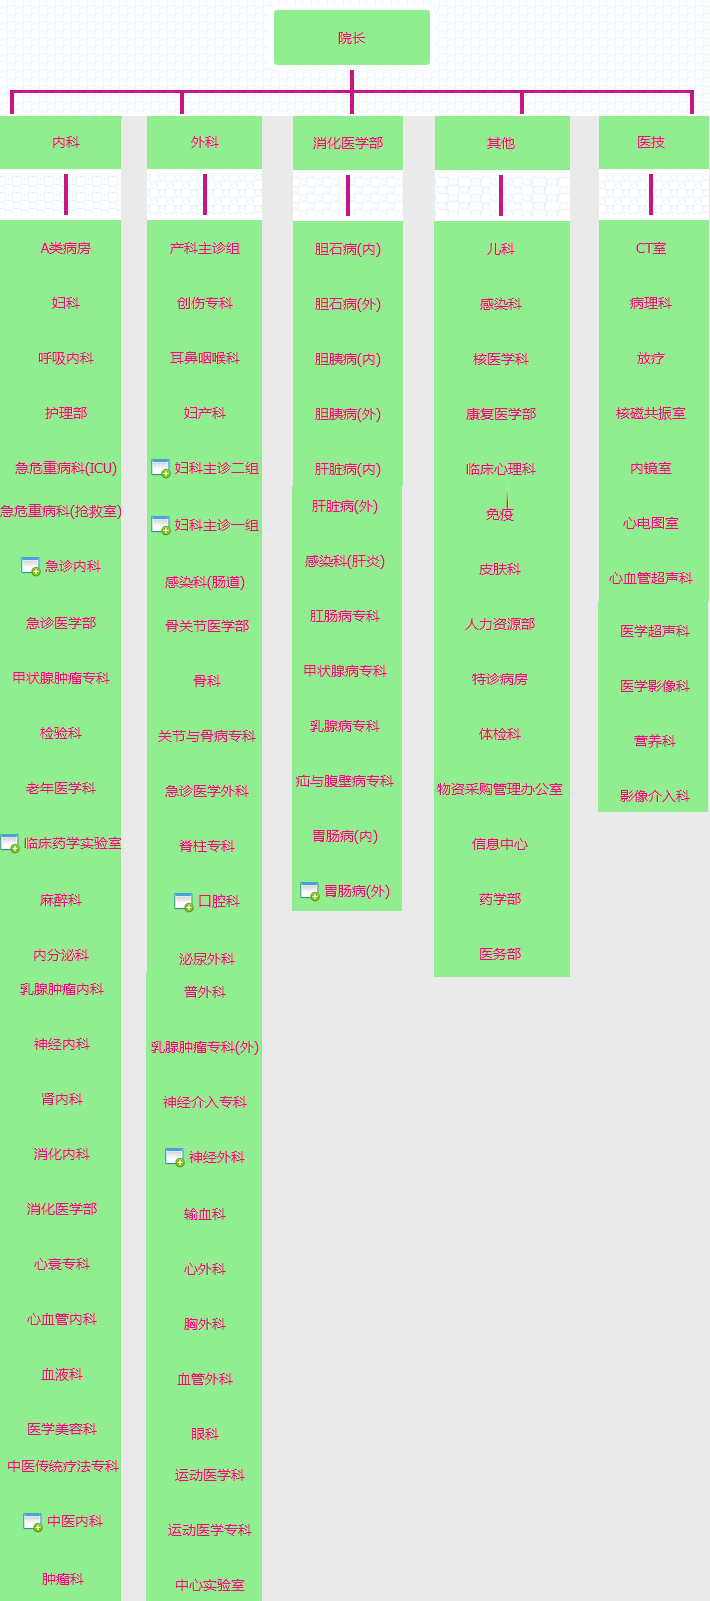 院长
内科
外科
消化医学部
其他
医技
A类病房
妇科
呼吸内科
护理部
急危重病科(ICU)
急危重病科(抢救室)
急诊内科
急诊医学部
甲状腺肿瘤专科
检验科
老年医学科
临床药学实验室
麻醉科
内分泌科
乳腺肿瘤内科
神经内科
肾内科
消化内科
消化医学部
心衰专科
心血管内科
血液科
医学美容科
中医传统疗法专科
中医内科
肿瘤科
产科主诊组
创伤专科
耳鼻咽喉科
妇产科
妇科主诊二组
妇科主诊一组
感染科(肠道)
骨关节医学部
骨科
关节与骨病专科
急诊医学外科
脊柱专科
口腔科
泌尿外科
普外科
乳腺肿瘤专科(外)
神经介入专科
神经外科
输血科
心外科
胸外科
血管外科
眼科
运动医学科
运动医学专科
中心实验室
胆石病(内)
胆石病(外)
胆胰病(内)
胆胰病(外)
肝脏病(内)
肝脏病(外)
感染科(肝炎)
肛肠病专科
甲状腺病专科
乳腺病专科
疝与腹壁病专科
胃肠病(内)
胃肠病(外)
儿科
感染科
核医学科
康复医学部
临床心理科
免疫
皮肤科
人力资源部
特诊病房
体检科
物资采购管理办公室
信息中心
药学部
医务部
CT室
病理科
放疗
核磁共振室
内镜室
心电图室
心血管超声科
医学超声科
医学影像科
营养科
影像介入科